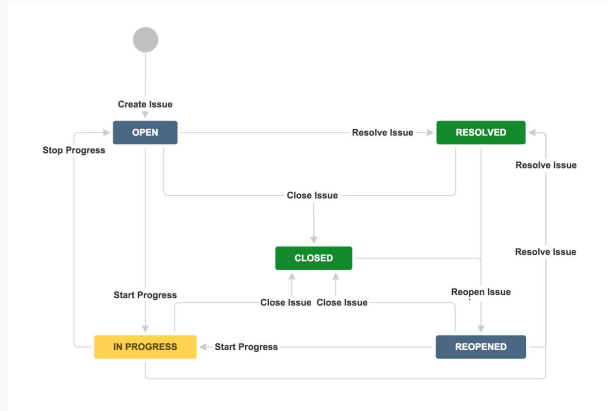 Create Issue
OPEN
Resolve Issue
RESOLVED
Stop Progress
Resolve Issue
Close Issue
CLOSED
Resolve Issue
Start Progress
Close Issue
Close Issue
Reopen Issue
IN PROGRESS
Start Progress
REOPENED